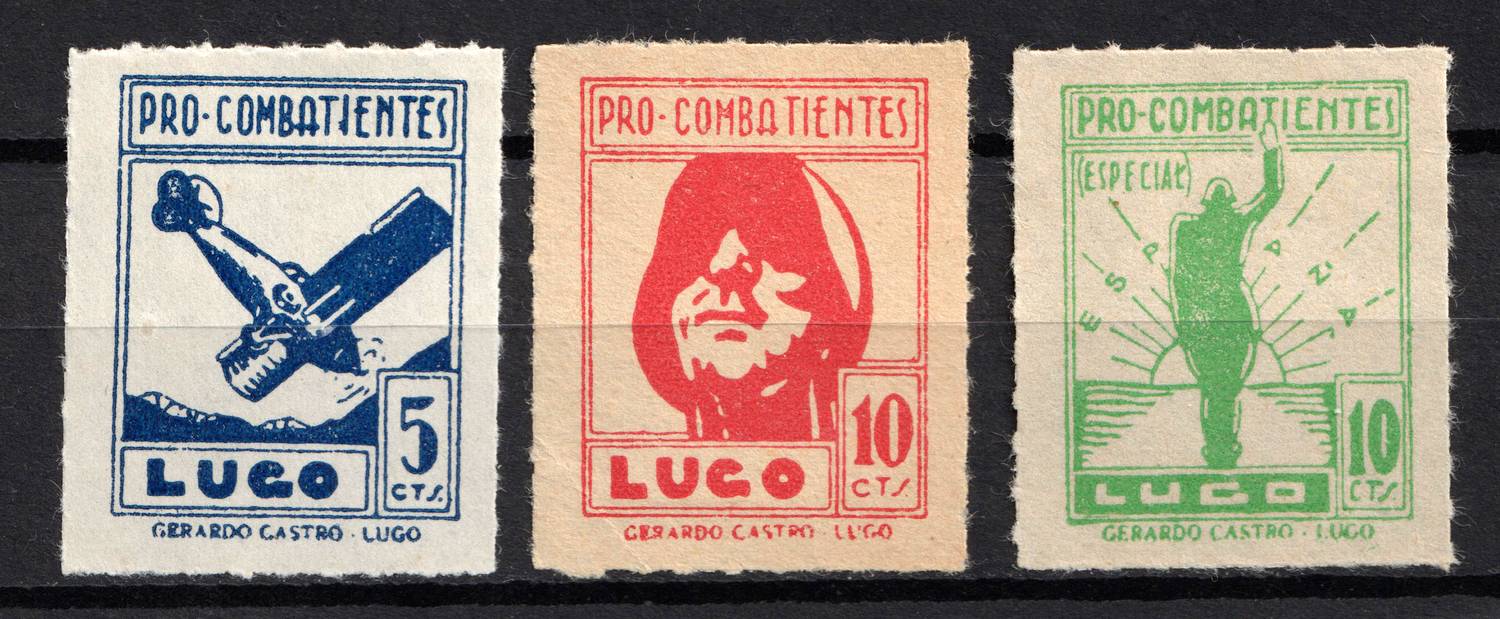 PRO-COMBATIENTES
5
CTS.
LUGO
GERARDO CASTRO · LUGO
PRO-COMBATIENTES
10
CTS.
LUGO
GERARDO CASTRO · LUGO
PRO-COMBATIENTES
(ESPECIAL)
ESPAÑA
10
CTS.
LUGO
GERARDO CASTRO · LUGO